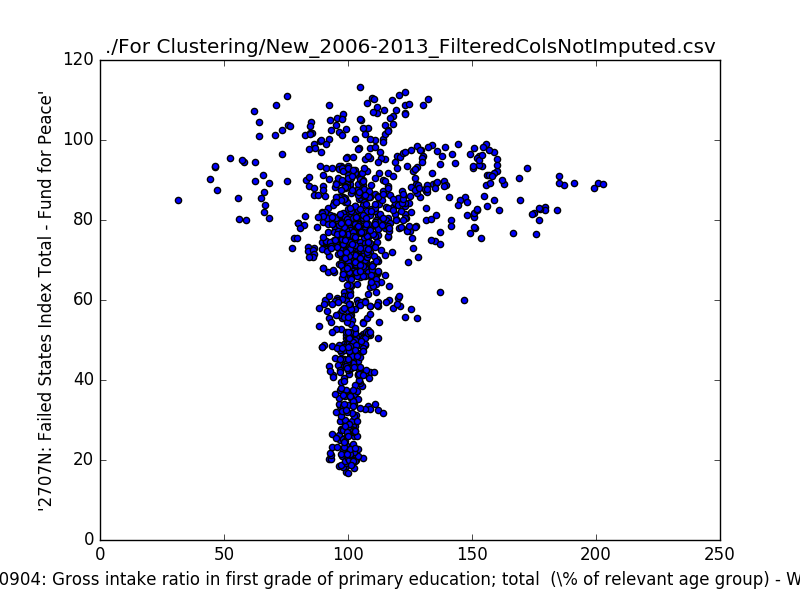 ./For Clustering/New_2006-2013_FilteredColsNotImputed.csv
120
100
80
60
40
20
0
'2707N: Failed States Index Total - Fund for Peace'
0 50 100 150 200 250
0904: Gross intake ratio in first grade of primary education; total (\% of relevant age group) - W